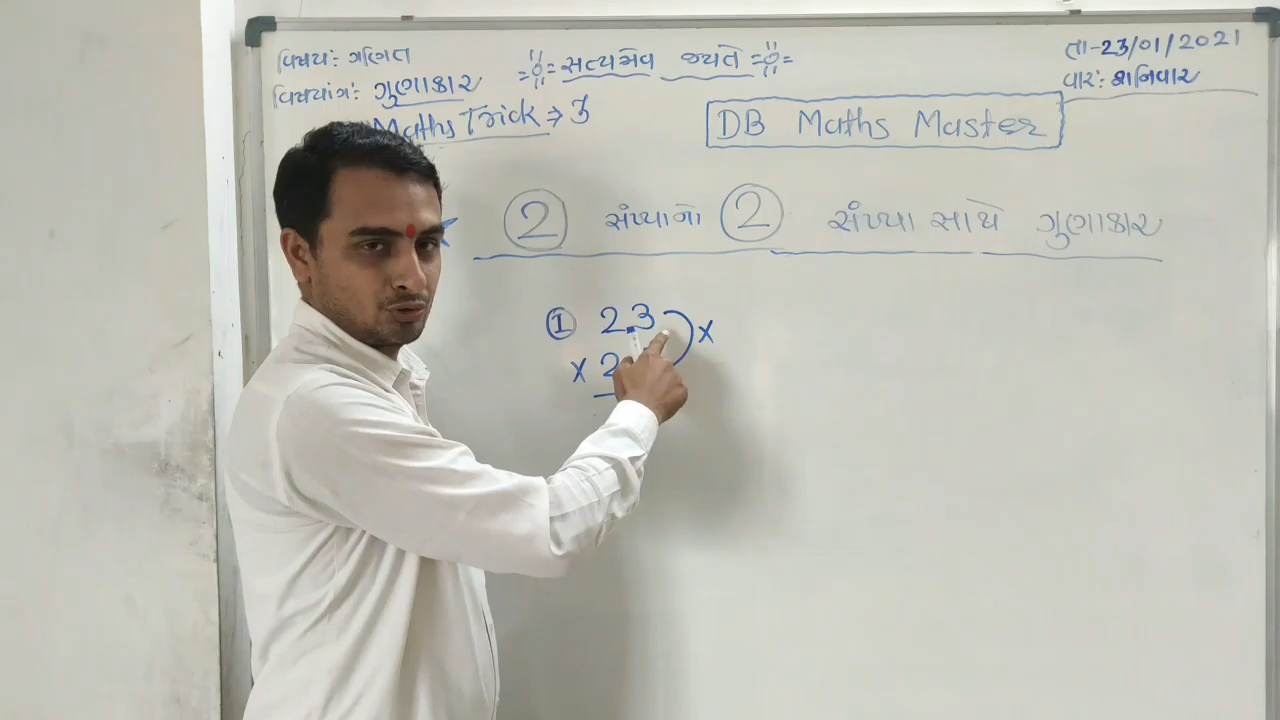 વિષય: ગણિત
=ૐ= સત્યમેવ જયતે =ૐ=
તા-23/01/2021
વિષયાંગ: ગુણાકાર
વાર: શનિવાર
Maths Trick ⇒ 3
DB Maths Master
2 સંખ્યાનો 2 સંખ્યા સાથે ગુણાકાર
I 23
x
x 2